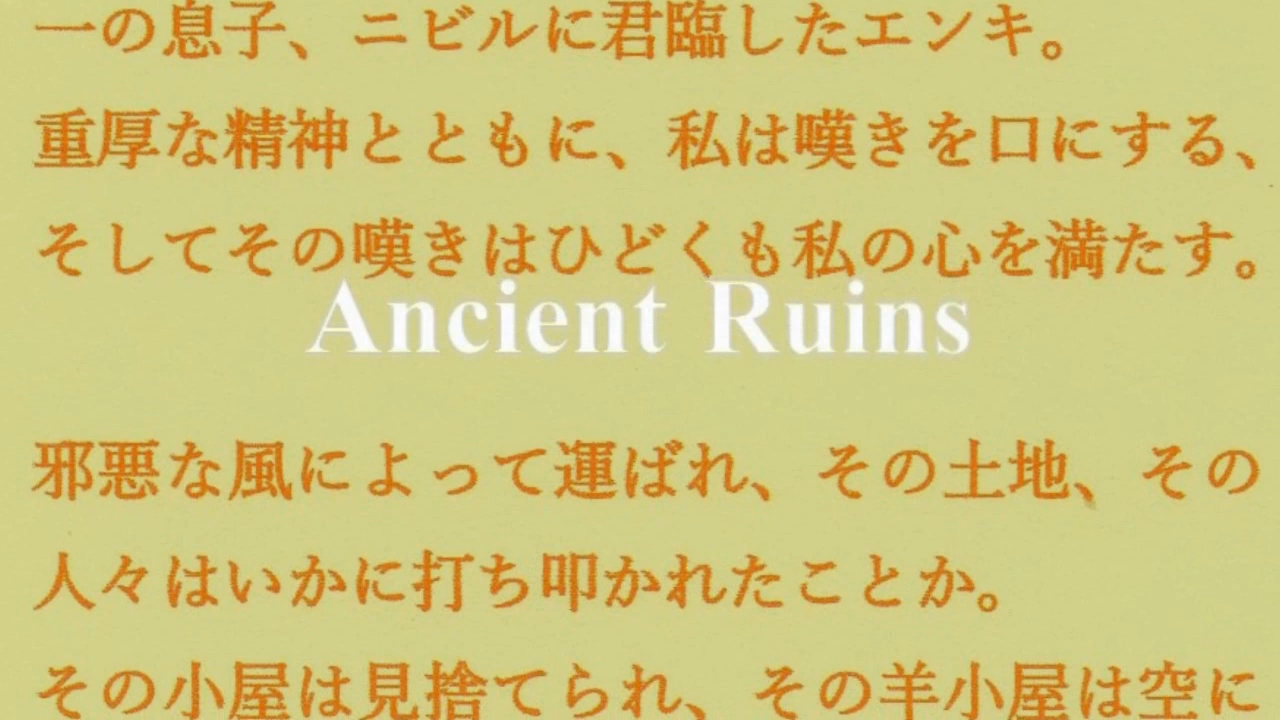 一の息子、ニビルに君臨したエンキ。
重厚な精神とともに、私は嘆きを口にする、
そしてその嘆きはひどくも私の心を満たす。
Ancient Ruins
邪悪な風によって運ばれ、その土地、その
人々はいかに打ち叩かれたことか。
その小屋は見捨てられ、その羊小屋は空に